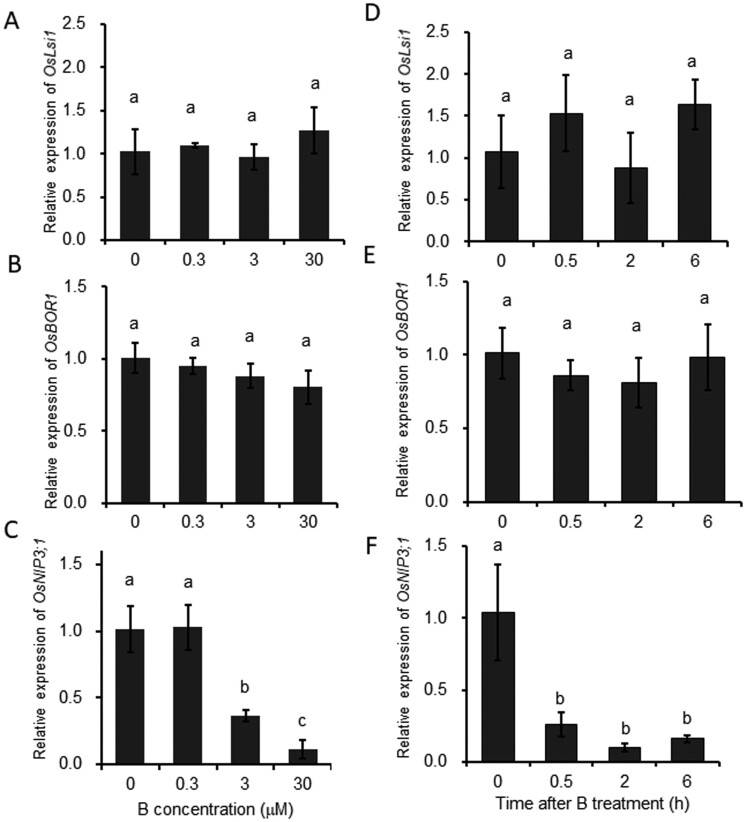 A
Relative expression of OsLsi1
2.5
2.0
1.5
1.0
0.5
0.0
a a a a
0 0.3 3 30
B
Relative expression of OsBOR1
1.5
1.0
0.5
0.0
a a a a
0 0.3 3 30
C
Relative expression of OsNIP3;1
1.5
1.0
0.5
0.0
a a b c
0 0.3 3 30
B concentration (µM)
D
Relative expression of OsLsi1
2.5
2.0
1.5
1.0
0.5
0.0
a a a a
0 0.5 2 6
E
Relative expression of OsBOR1
1.5
1.0
0.5
0.0
a a a a
0 0.5 2 6
F
Relative expression of OsNIP3;1
1.5
1.0
0.5
0.0
a b b b
0 0.5 2 6
Time after B treatment (h)